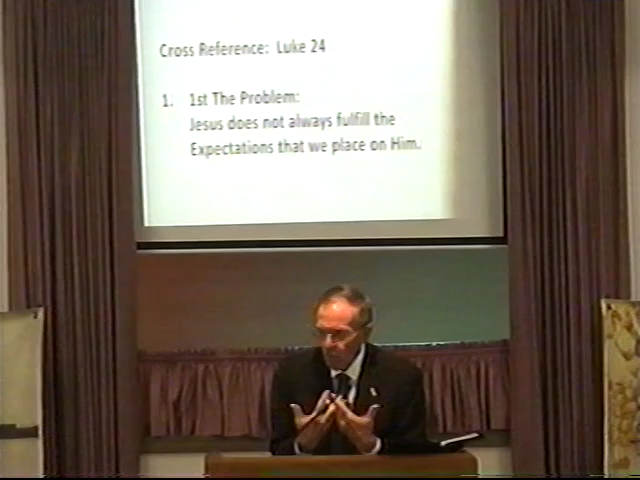 Cross Reference: Luke 24
1. 1st The Problem:
Jesus does not always fulfill the
Expectations that we place on Him.